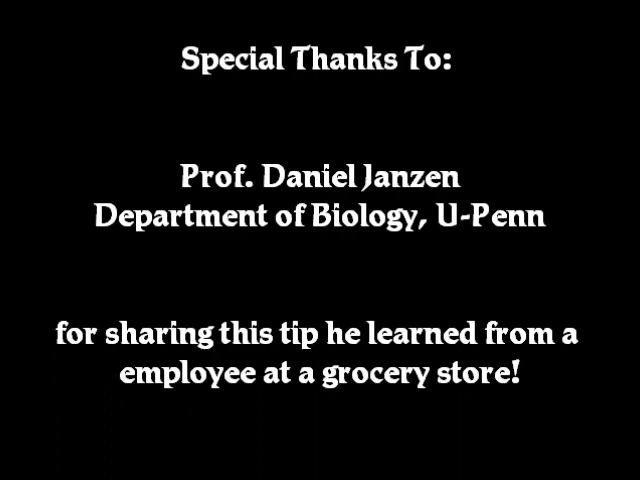 Special Thanks To:
Prof. Daniel Janzen
Department of Biology, U-Penn
for sharing this tip he learned from a
employee at a grocery store!